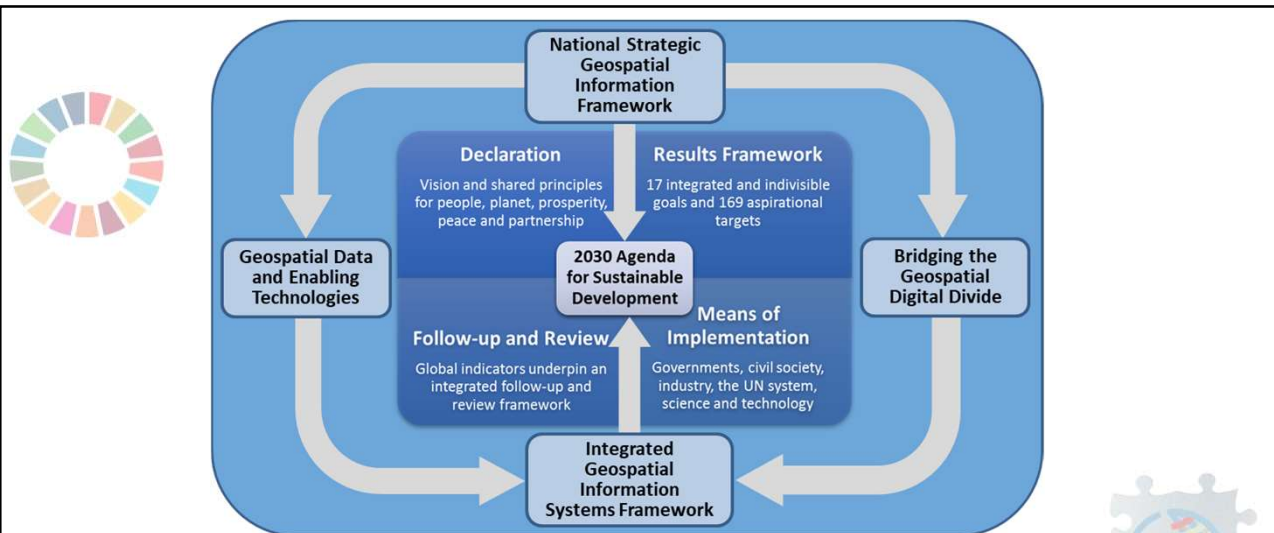 National Strategic
Geospatial
Information
Framework
Declaration
Vision and shared principles
for people, planet, prosperity,
peace and partnership
Results Framework
17 integrated and indivisible
goals and 169 aspirational
targets
Geospatial Data
and Enabling
Technologies
2030 Agenda
for Sustainable
Development
Bridging the
Geospatial
Digital Divide
Follow-up and Review
Global indicators underpin an
integrated follow-up and
review framework
Means of
Implementation
Governments, civil society,
industry, the UN system,
science and technology
Integrated
Geospatial
Information
Systems Framework